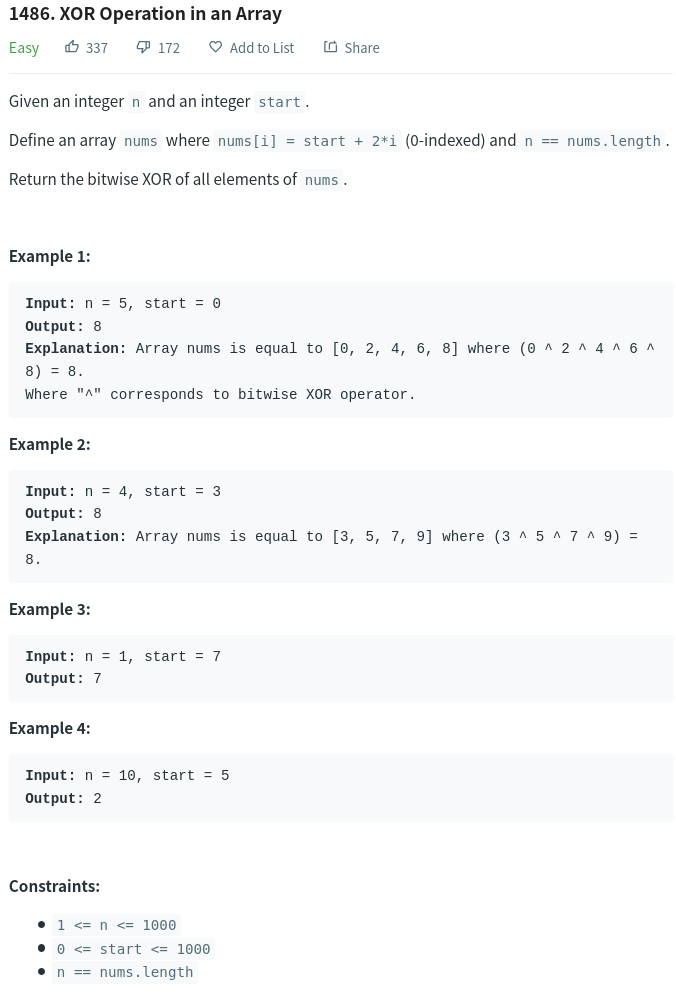 1486. XOR Operation in an Array
Easy 337 172 Add to List Share
Given an integer n and an integer start.
Define an array nums where nums[i] = start + 2*i (0-indexed) and n == nums.length.
Return the bitwise XOR of all elements of nums.
Example 1:
Input: n = 5, start = 0
Output: 8
Explanation: Array nums is equal to [0, 2, 4, 6, 8] where (0 ^ 2 ^ 4 ^ 6 ^
8) = 8.
Where "^" corresponds to bitwise XOR operator.
Example 2:
Input: n = 4, start = 3
Output: 8
Explanation: Array nums is equal to [3, 5, 7, 9] where (3 ^ 5 ^ 7 ^ 9) =
8.
Example 3:
Input: n = 1, start = 7
Output: 7
Example 4:
Input: n = 10, start = 5
Output: 2
Constraints:
• 1 <= n <= 1000
• 0 <= start <= 1000
• n == nums.length